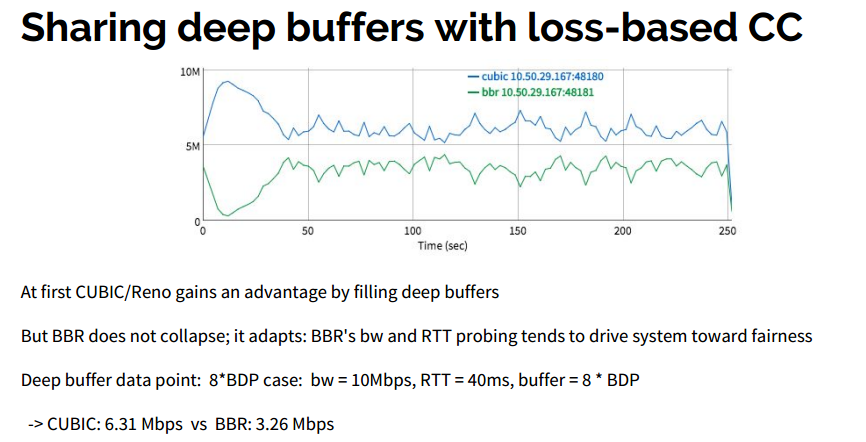 Sharing deep buffers with loss-based CC
10M
cubic 10.50.29.167:48180
bbr 10.50.29.167:48181
5M
0
0 50 100 150 200 250
Time (sec)
At first CUBIC/Reno gains an advantage by filling deep buffers
But BBR does not collapse; it adapts: BBR's bw and RTT probing tends to drive system toward fairness
Deep buffer data point: 8*BDP case: bw = 10Mbps, RTT = 40ms, buffer = 8 * BDP
-> CUBIC: 6.31 Mbps vs BBR: 3.26 Mbps